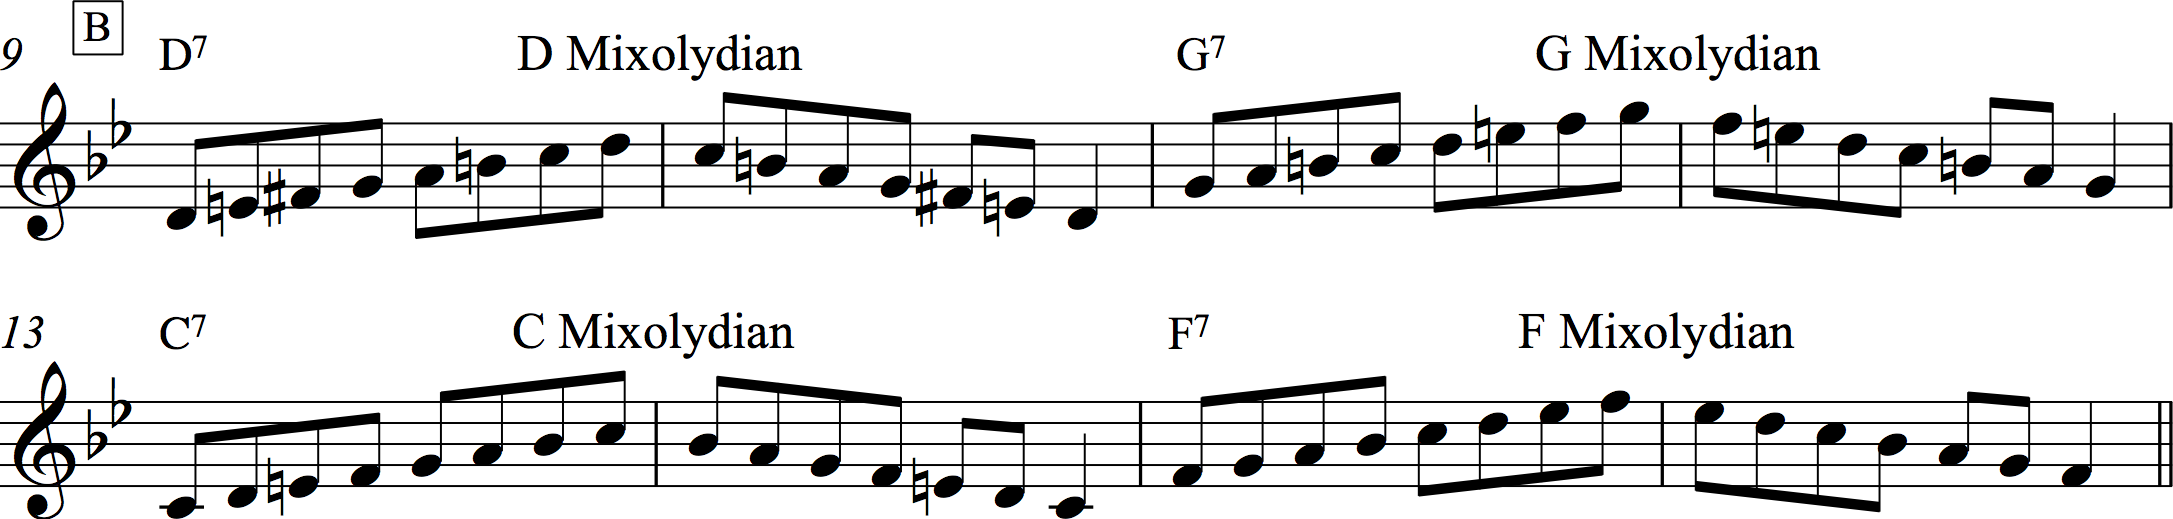 B
9 D7 D Mixolydian G7 G Mixolydian
13 C7 C Mixolydian F7 F Mixolydian